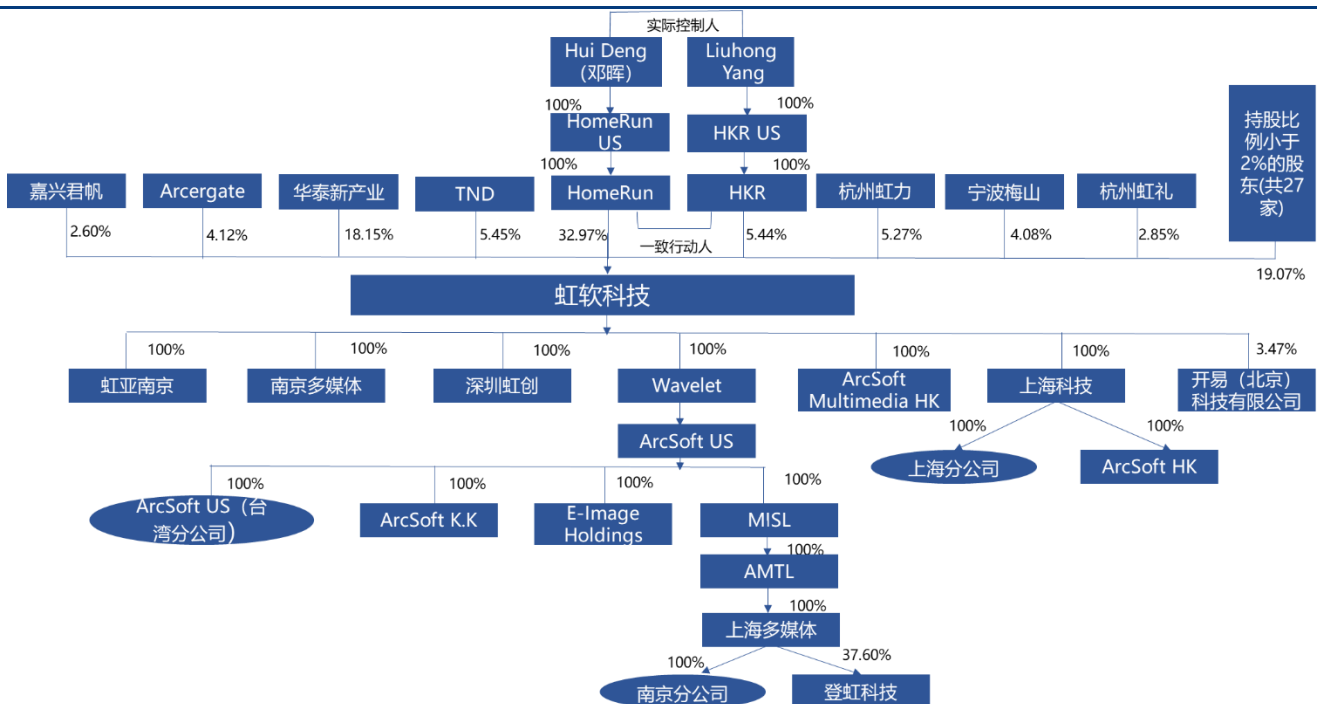 实际控制人
Hui Deng
(邓晖)
Liuhong
Yang
100%
100%
HomeRun
US
HKR US
持股比
例小于
2%的股
东(共27
家)
100%
100%
嘉兴君帆
Arcergate
华泰新产业
TND
HomeRun
HKR
杭州虹力
宁波梅山
杭州虹礼
2.60%
4.12%
18.15%
5.45%
32.97%
一致行动人
5.44%
5.27%
4.08%
2.85%
19.07%
虹软科技
100%
100%
100%
100%
100%
100%
3.47%
虹亚南京
南京多媒体
深圳虹创
Wavelet
ArcSoft
Multimedia HK
上海科技
开易（北京）
科技有限公司
100%
100%
ArcSoft US
上海分公司
ArcSoft HK
100%
100%
100%
100%
ArcSoft US（台
湾分公司）
ArcSoft K.K
E-Image
Holdings
MISL
100%
AMTL
100%
上海多媒体
100%
37.60%
南京分公司
登虹科技